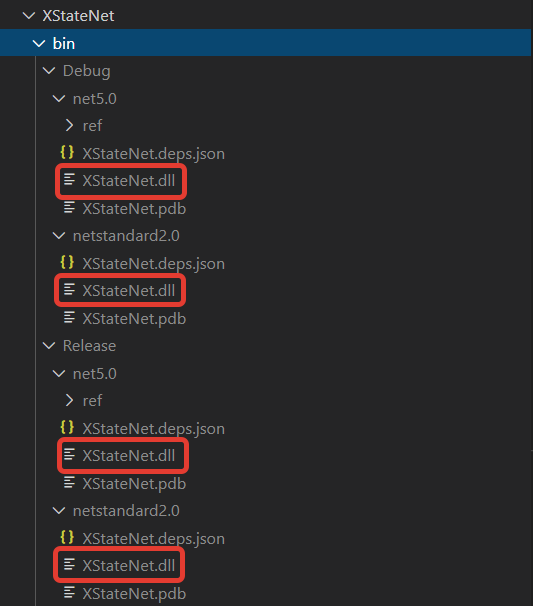 XStateNet
bin
Debug
net5.0
ref
{} XStateNet.deps.json
XStateNet.dll
XStateNet.pdb
netstandard2.0
{} XStateNet.deps.json
XStateNet.dll
XStateNet.pdb
Release
net5.0
ref
{} XStateNet.deps.json
XStateNet.dll
XStateNet.pdb
netstandard2.0
{} XStateNet.deps.json
XStateNet.dll
XStateNet.pdb